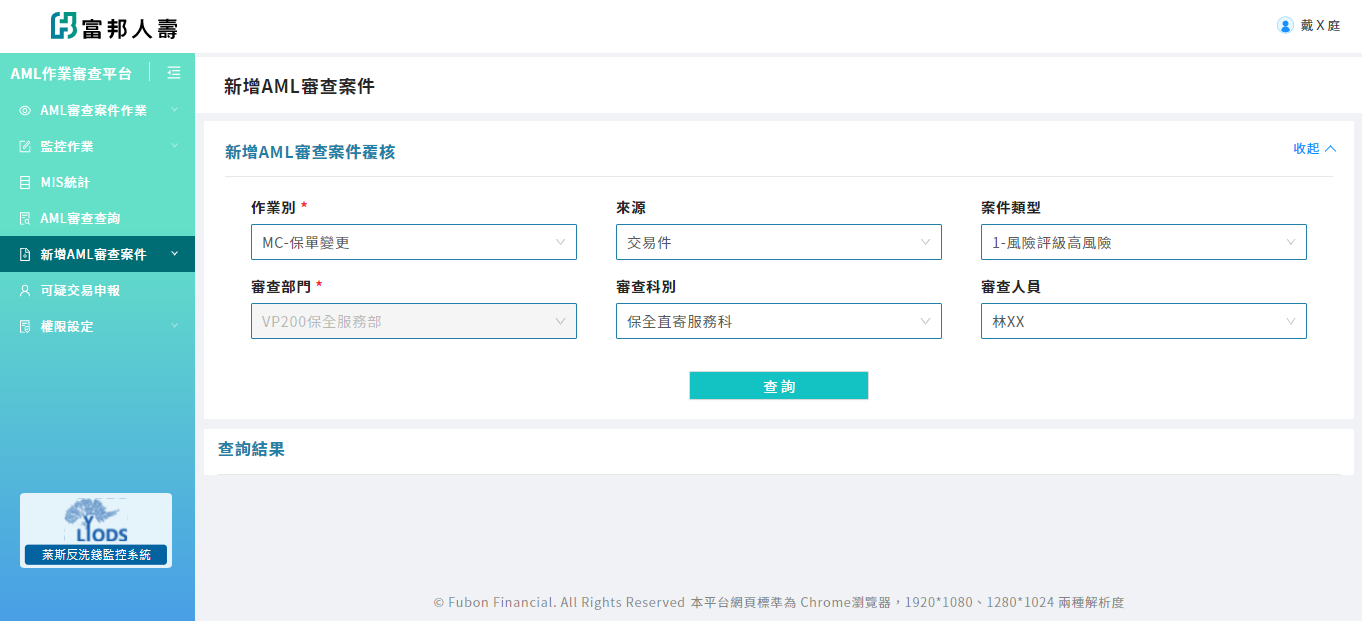 富邦人壽
戴X庭
AML作業審查平台
AML審查案件作業
監控作業
MIS統計
AML審查查詢
新增AML審查案件
可疑交易申報
權限設定
LYODS
萊斯反洗錢監控系統
新增AML審查案件
新增AML審查案件覆核
收起
作業別 *
來源
案件類型
MC-保單變更
交易件
1-風險評級高風險
審查部門 *
審查科別
審查人員
VP200保全服務部
保全直寄服務科
林XX
查詢
查詢結果
© Fubon Financial. All Rights Reserved 本平台網頁標準為 Chrome瀏覽器，1920*1080、1280*1024 兩種解析度